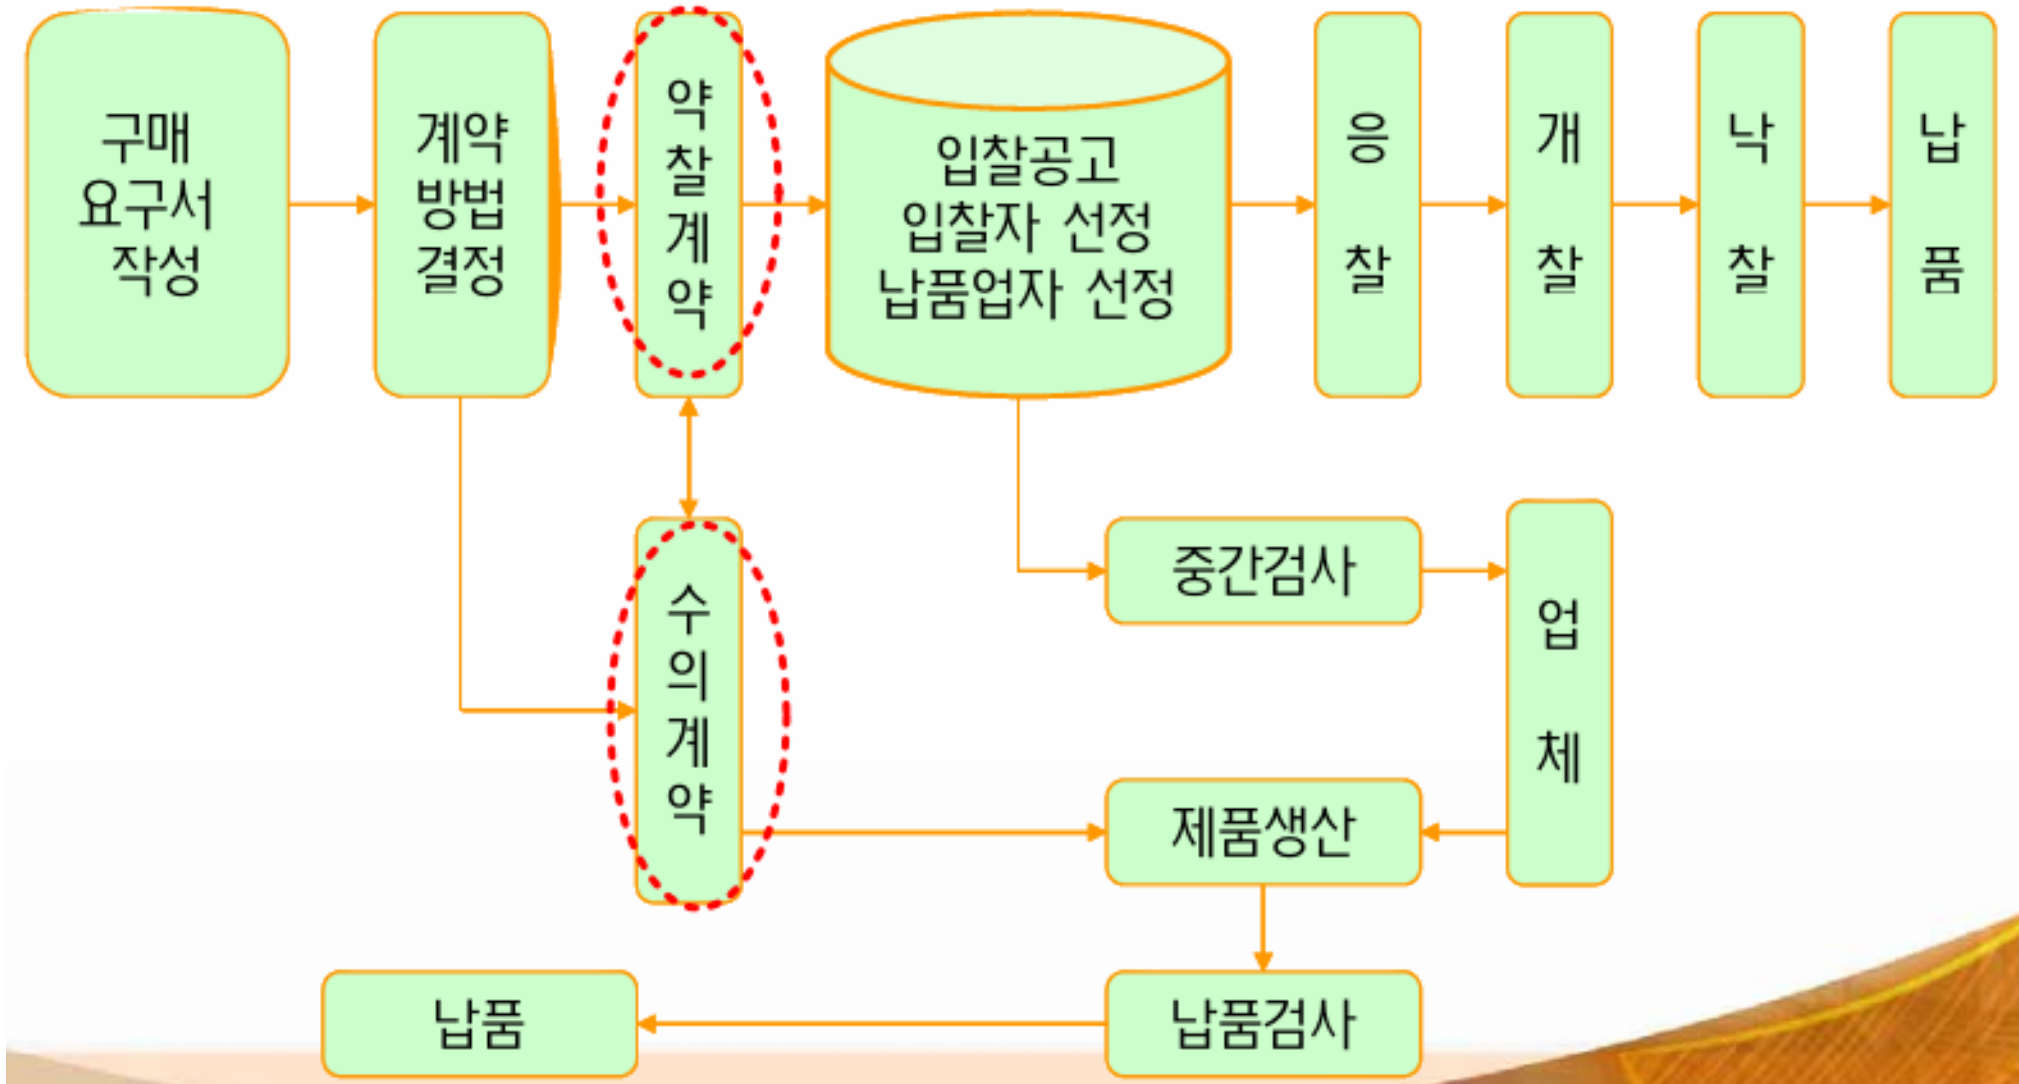 구매
요구서
작성
계약
방법
결정
약찰계약
입찰공고
입찰자 선정
납품업자 선정
응찰
개찰
낙찰
납품
수의계약
중간검사
업체
제품생산
납품검사
납품